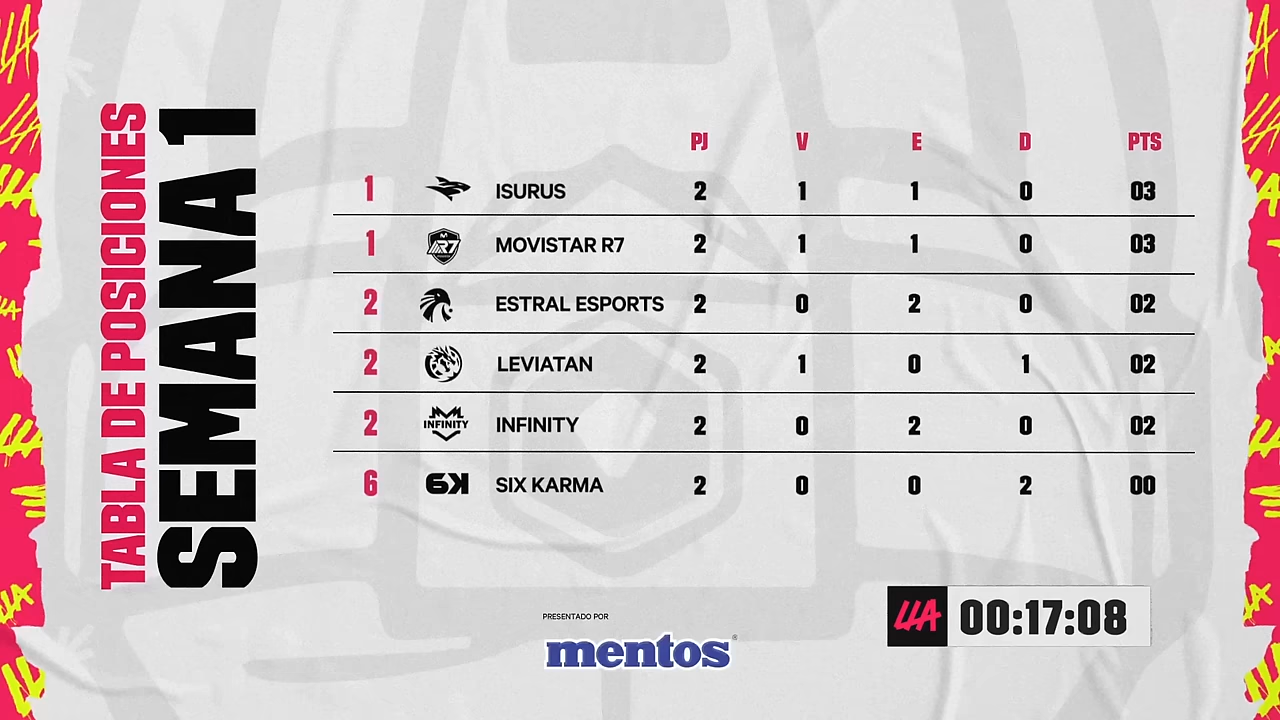 TABLA DE POSICIONES
SEMANA 1
PJ V E D PTS
1 ISURUS 2 1 1 0 03
1 R7 MOVISTAR R7 2 1 1 0 03
2 ESTRAL ESPORTS 2 0 2 0 02
2 LEVIATAN 2 1 0 1 02
2 INFINITY INFINITY 2 0 2 0 02
6 6K SIX KARMA 2 0 0 2 00
LLA 00:17:08
PRESENTADO POR
mentos®